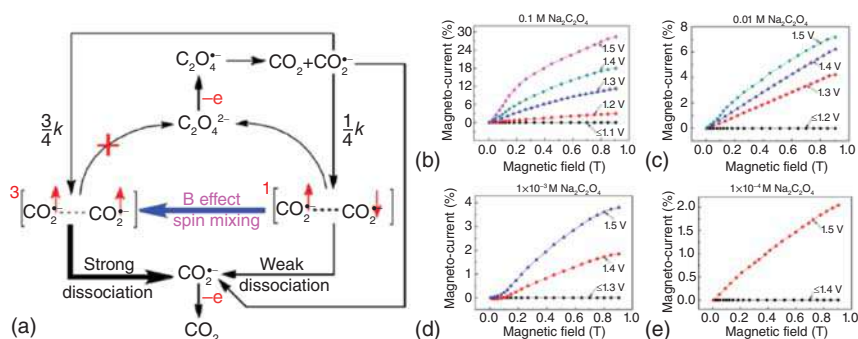 (a)
C₂O₄•− → CO₂+CO₂•−
–e
C₂O₄²⁻
3/4 k
1/4 k
3[CO₂•− ---- CO₂•−]
B effect
spin mixing
1[CO₂•− ---- CO₂•−]
Strong
dissociation
CO₂•−
Weak
dissociation
–e
CO₂
(b)
0.1 M Na₂C₂O₄
Magneto-current (%)
30
24
18
12
6
0
1.5 V
1.4 V
1.3 V
1.2 V
≤1.1 V
0.0 0.2 0.4 0.6 0.8 1.0
Magnetic field (T)
(c)
0.01 M Na₂C₂O₄
Magneto-current (%)
8
6
4
2
0
1.5 V
1.4 V
1.3 V
≤1.2 V
0.0 0.2 0.4 0.6 0.8 1.0
Magnetic field (T)
(d)
1×10⁻³ M Na₂C₂O₄
Magneto-current (%)
4
3
2
1
0
1.5 V
1.4 V
≤1.3 V
0.0 0.2 0.4 0.6 0.8 1.0
Magnetic field (T)
(e)
1×10⁻⁴ M Na₂C₂O₄
Magneto-current (%)
2.0
1.5
1.0
0.5
0.0
1.5 V
≤1.4 V
0.0 0.2 0.4 0.6 0.8 1.0
Magnetic field (T)